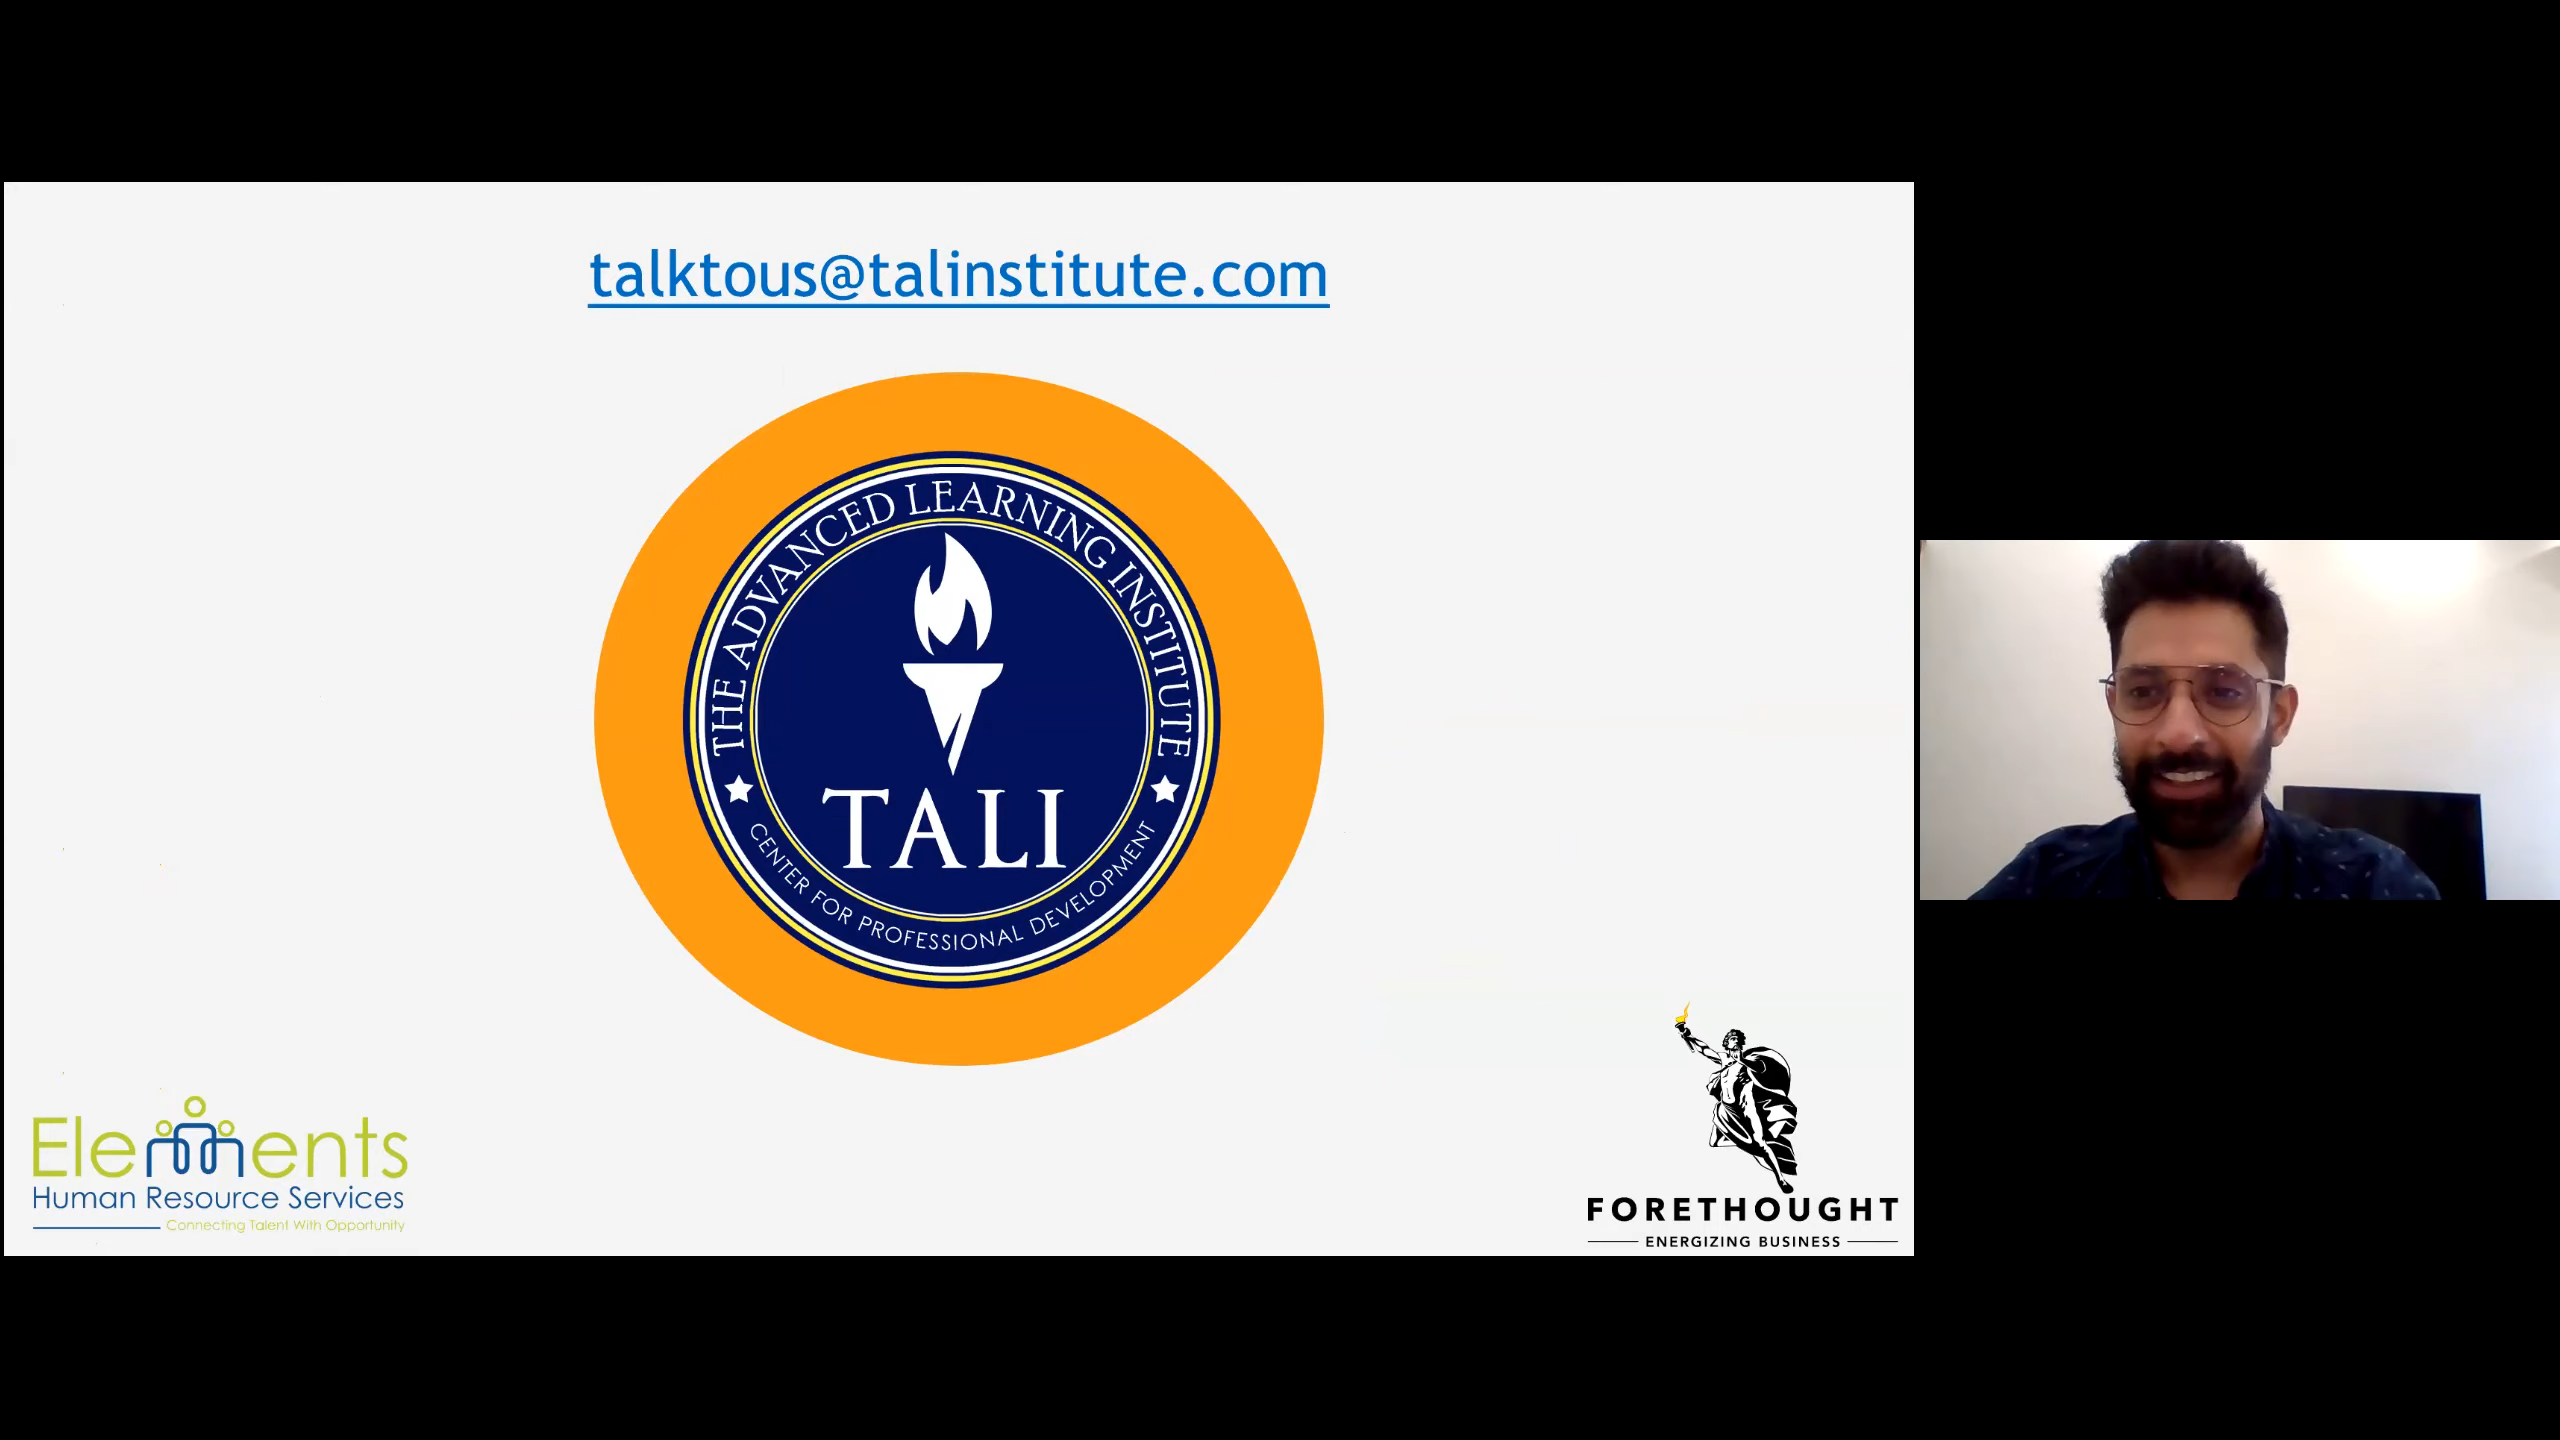 talktous@talinstitute.com
THE ADVANCED LEARNING INSTITUTE
TALI
CENTER FOR PROFESSIONAL DEVELOPMENT
Elements
Human Resource Services
Connecting Talent With Opportunity
FORETHOUGHT
ENERGIZING BUSINESS